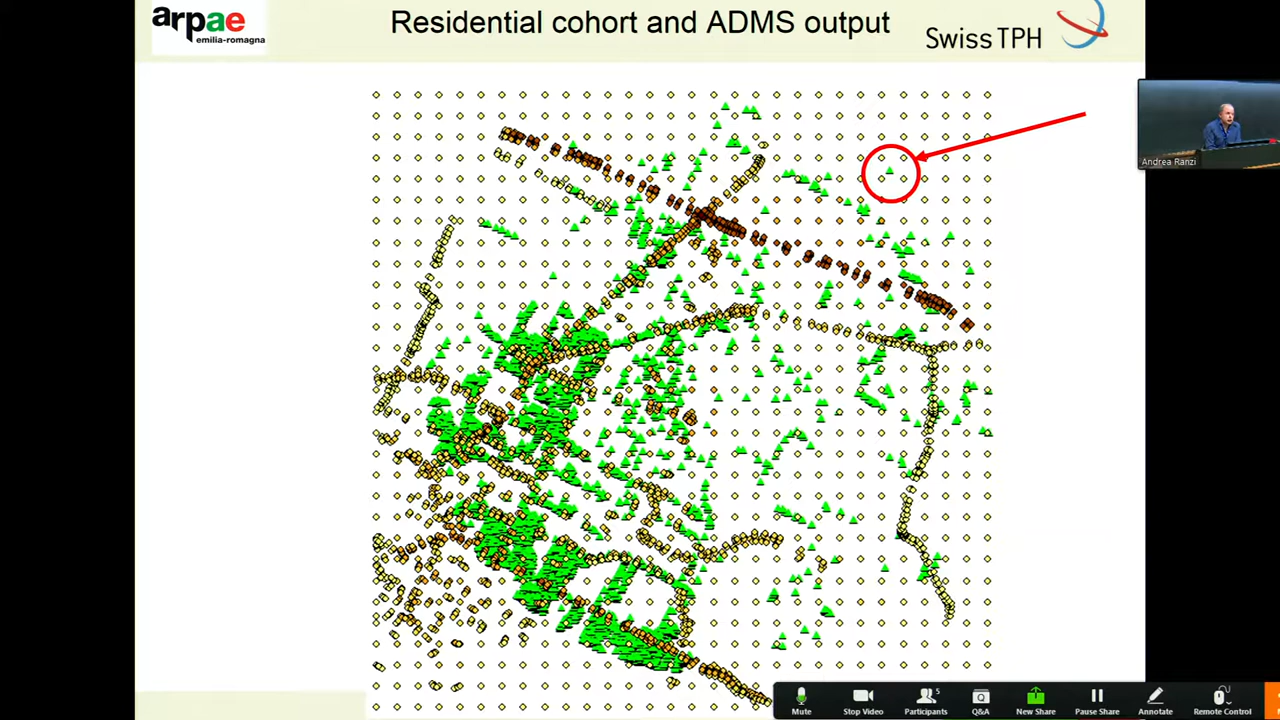 arpae
emilia-romagna
Residential cohort and ADMS output
Swiss TPH
Andrea Ranzi
Mute
Stop Video
5
Participants
Q&A
New Share
Pause Share
Annotate
Remote Control